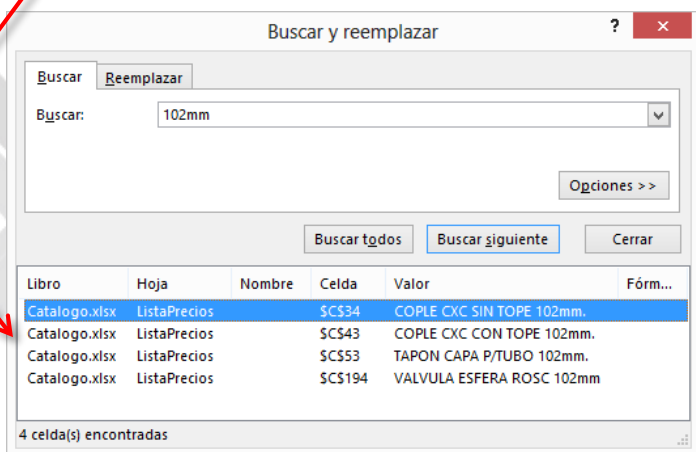 Buscar y reemplazar ?
Buscar Reemplazar
Buscar: 102mm
Opciones >>
Buscar todos Buscar siguiente Cerrar
Libro Hoja Nombre Celda Valor Fórm...
Catalogo.xlsx ListaPrecios $C$34 COPLE CXC SIN TOPE 102mm.
Catalogo.xlsx ListaPrecios $C$43 COPLE CXC CON TOPE 102mm.
Catalogo.xlsx ListaPrecios $C$53 TAPON CAPA P/TUBO 102mm.
Catalogo.xlsx ListaPrecios $C$194 VALVULA ESFERA ROSC 102mm
4 celda(s) encontradas